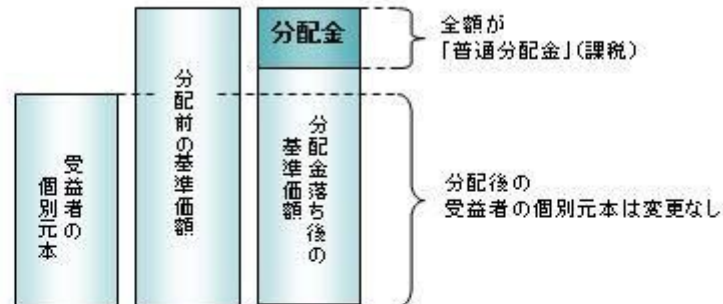 受益者の
個別元本
分配前の基準価額
分配金
分配金落ち後の
基準価額
全額が
「普通分配金」(課税)
分配後の
受益者の個別元本は変更なし